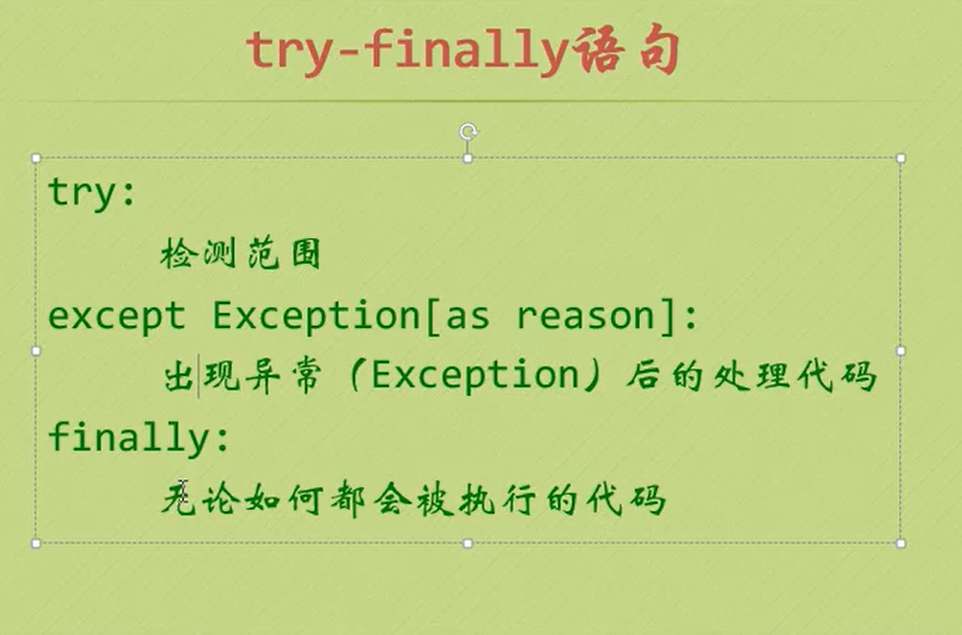 try-finally语句
try:
检测范围
except Exception[as reason]:
出现异常（Exception）后的处理代码
finally:
无论如何都会被执行的代码